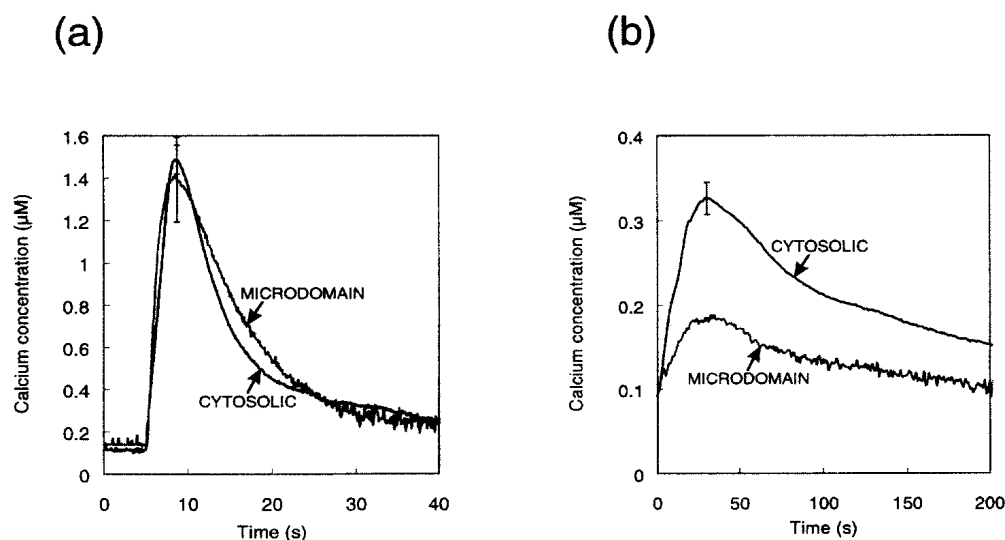 (a)
(b)
1.6
1.4
1.2
1
0.8
0.6
0.4
0.2
0
Calcium concentration (µM)
MICRODOMAIN
CYTOSOLIC
0 10 20 30 40
Time (s)
0.4
0.3
0.2
0.1
0
Calcium concentration (µM)
CYTOSOLIC
MICRODOMAIN
0 50 100 150 200
Time (s)